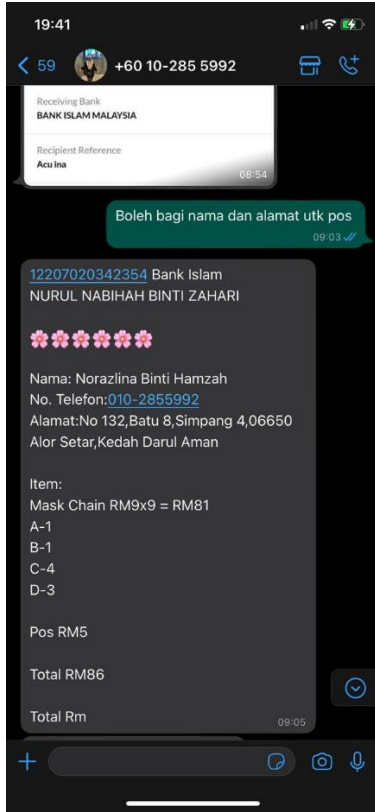 19:41
59
+60 10-285 5992
Receiving Bank
BANK ISLAM MALAYSIA
Recipient Reference
Acu ina
08:54
Boleh bagi nama dan alamat utk pos
09:03
12207020342354 Bank Islam
NURUL NABIHAH BINTI ZAHARI
🌸🌸🌸🌸🌸🌸
Nama: Norazlina Binti Hamzah
No. Telefon:010-2855992
Alamat:No 132,Batu 8,Simpang 4,06650
Alor Setar,Kedah Darul Aman
Item:
Mask Chain RM9x9 = RM81
A-1
B-1
C-4
D-3
Pos RM5
Total RM86
Total Rm
09:05